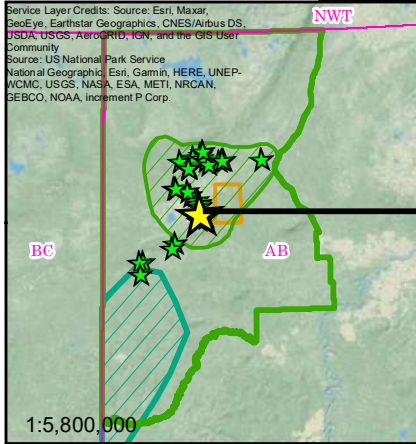 Service Layer Credits: Source: Esri, Maxar,
GeoEye, Earthstar Geographics, CNES/Airbus DS,
USDA, USGS, AeroGRID, IGN, and the GIS User
Community
Source: US National Park Service
National Geographic, Esri, Garmin, HERE, UNEP-
WCMC, USGS, NASA, ESA, METI, NRCAN,
GEBCO, NOAA, increment P Corp.
NWT
BC
AB
1:5,800,000